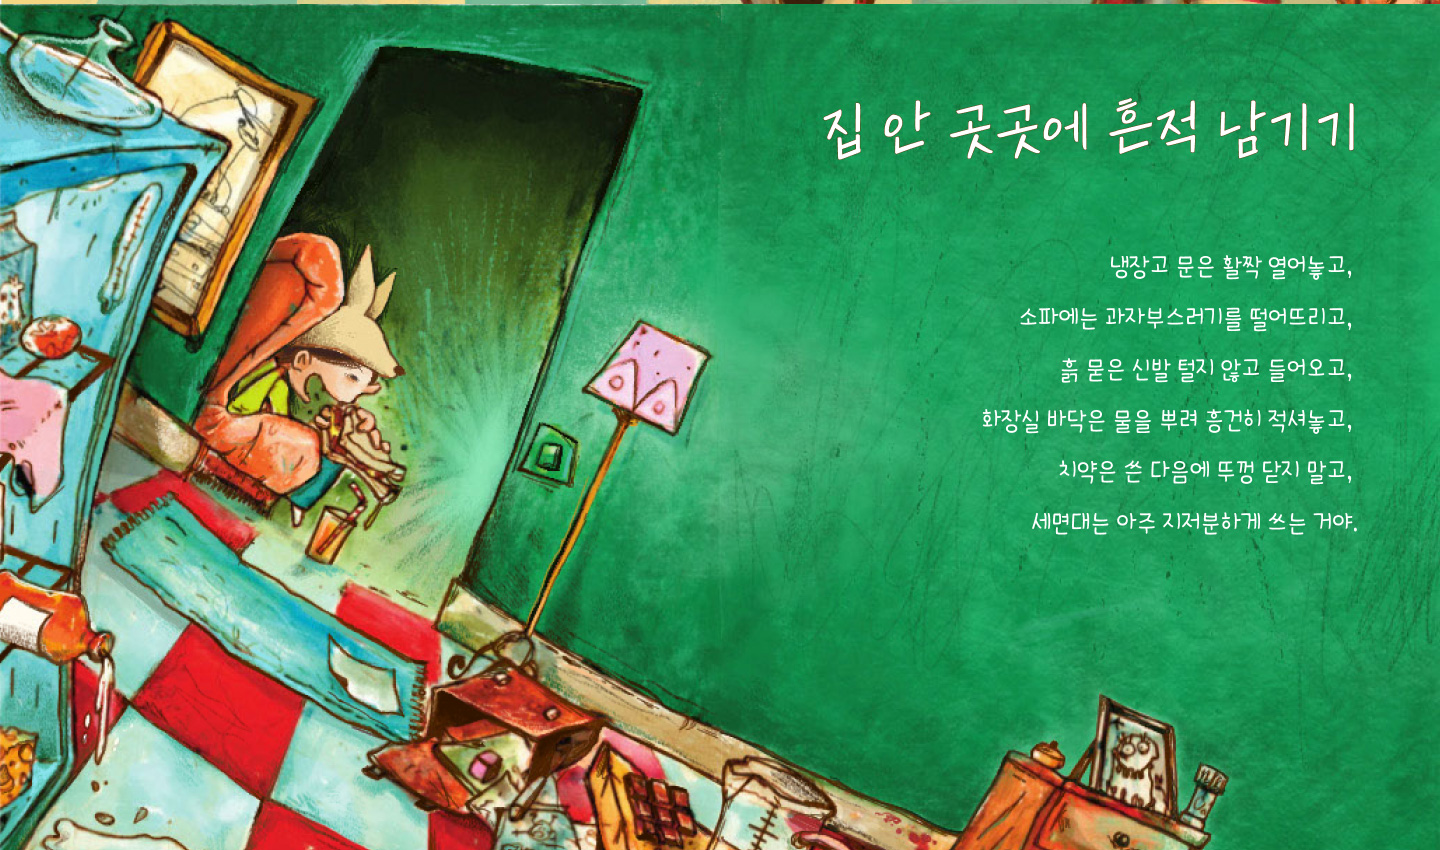 집 안 곳곳에 흔적 남기기
냉장고 문은 활짝 열어놓고,
소파에는 과자부스러기를 떨어뜨리고,
흙 묻은 신발 털지 않고 들어오고,
화장실 바닥은 물을 뿌려 흥건히 적셔놓고,
치약은 쓴 다음에 뚜껑 닫지 말고,
세면대는 아주 지저분하게 쓰는 거야.